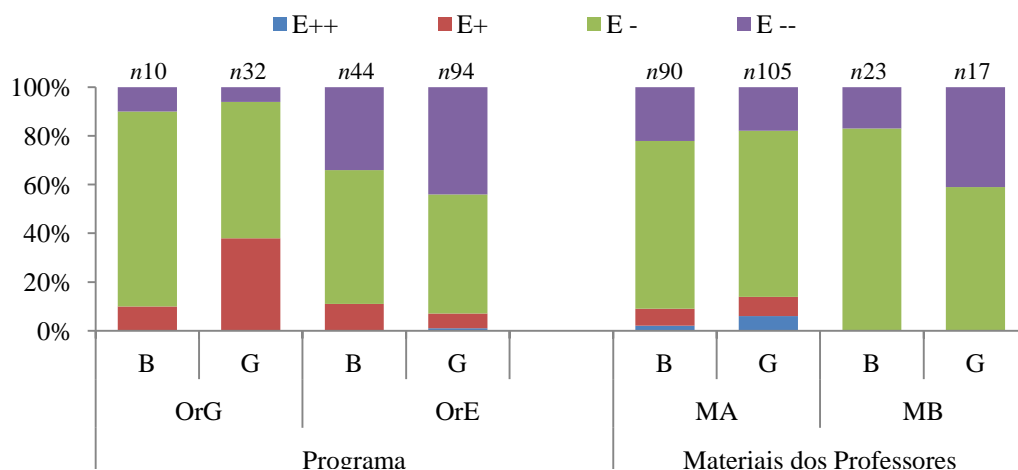 E++ E+ E - E --
n10 n32 n44 n94 n90 n105 n23 n17
100%
80%
60%
40%
20%
0%
B G B G B G B G
OrG OrE MA MB
Programa Materiais dos Professores